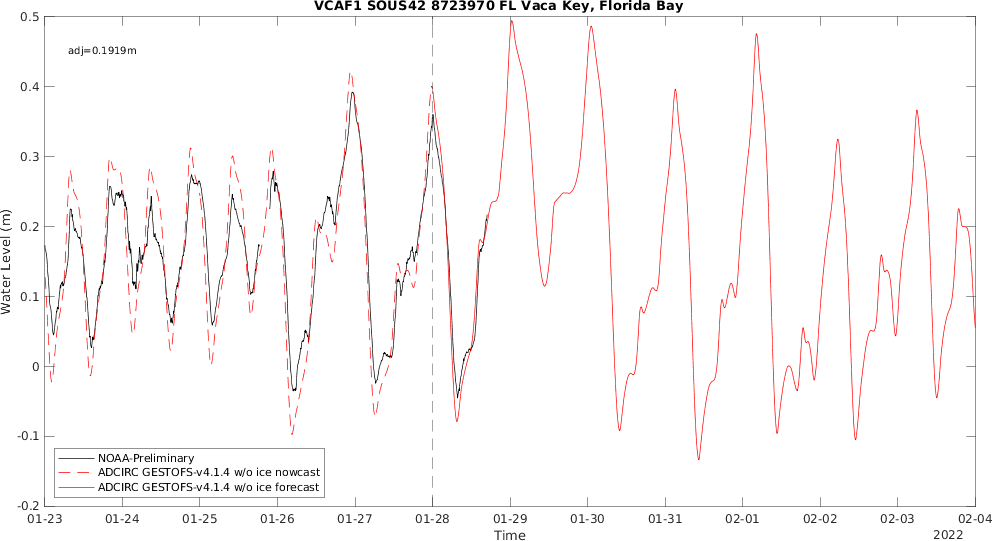 VCAF1 SOUS42 8723970 FL Vaca Key, Florida Bay
adj=0.1919m
Water Level (m)
0.5
0.4
0.3
0.2
0.1
0
-0.1
-0.2
NOAA-Preliminary
ADCIRC GESTOFS-v4.1.4 w/o ice nowcast
ADCIRC GESTOFS-v4.1.4 w/o ice forecast
01-23 01-24 01-25 01-26 01-27 01-28 01-29 01-30 01-31 02-01 02-02 02-03 02-04
Time
2022